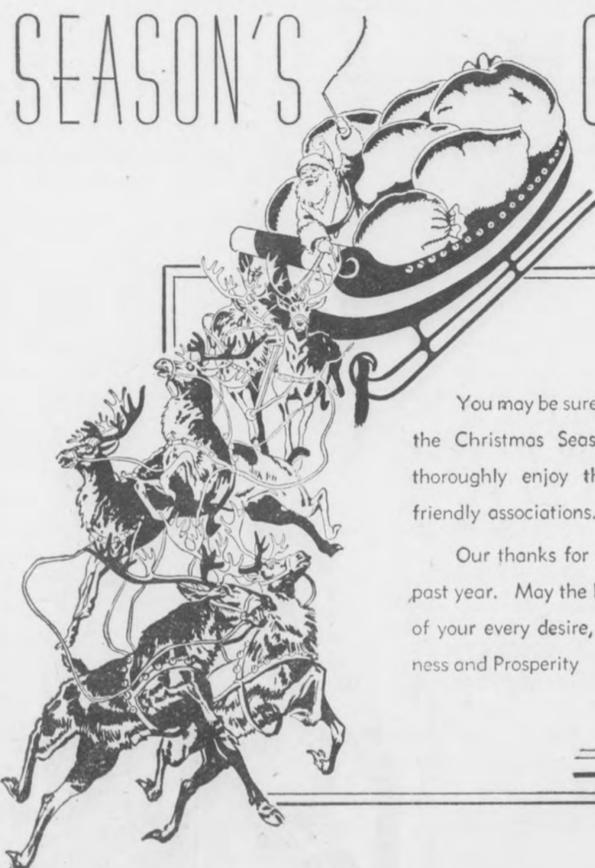 SEASON'S
You may be sure
the Christmas Seas
thoroughly enjoy th
friendly associations.
Our thanks for
past year. May the
of your every desire,
ness and Prosperity